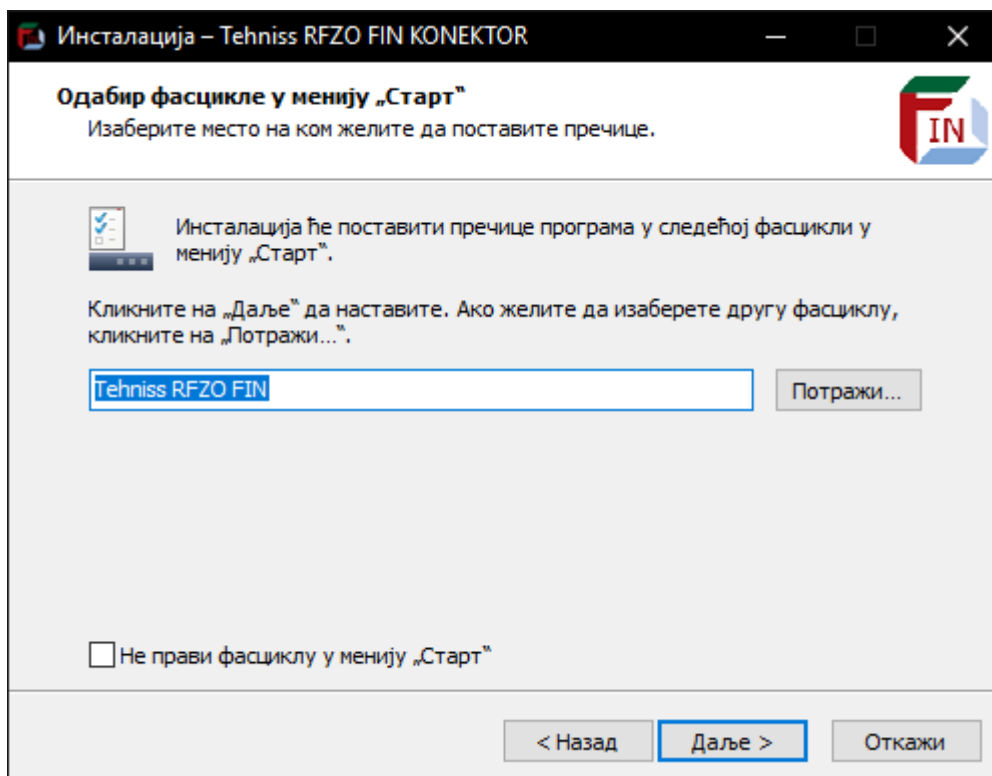 Инсталација – Tehniss RFZO FIN KONEKTOR
Одабир фасцикле у менију „Старт“
Изаберите место на ком желите да поставите пречице.
IN
Инсталација ће поставити пречице програма у следећој фасцикли у
менију „Старт“.
Кликните на „Даље“ да наставите. Ако желите да изаберете другу фасциклу,
кликните на „Потражи…“.
Tehniss RFZO FIN
Потражи...
Не прави фасциклу у менију „Старт“
< Назад
Даље >
Откажи